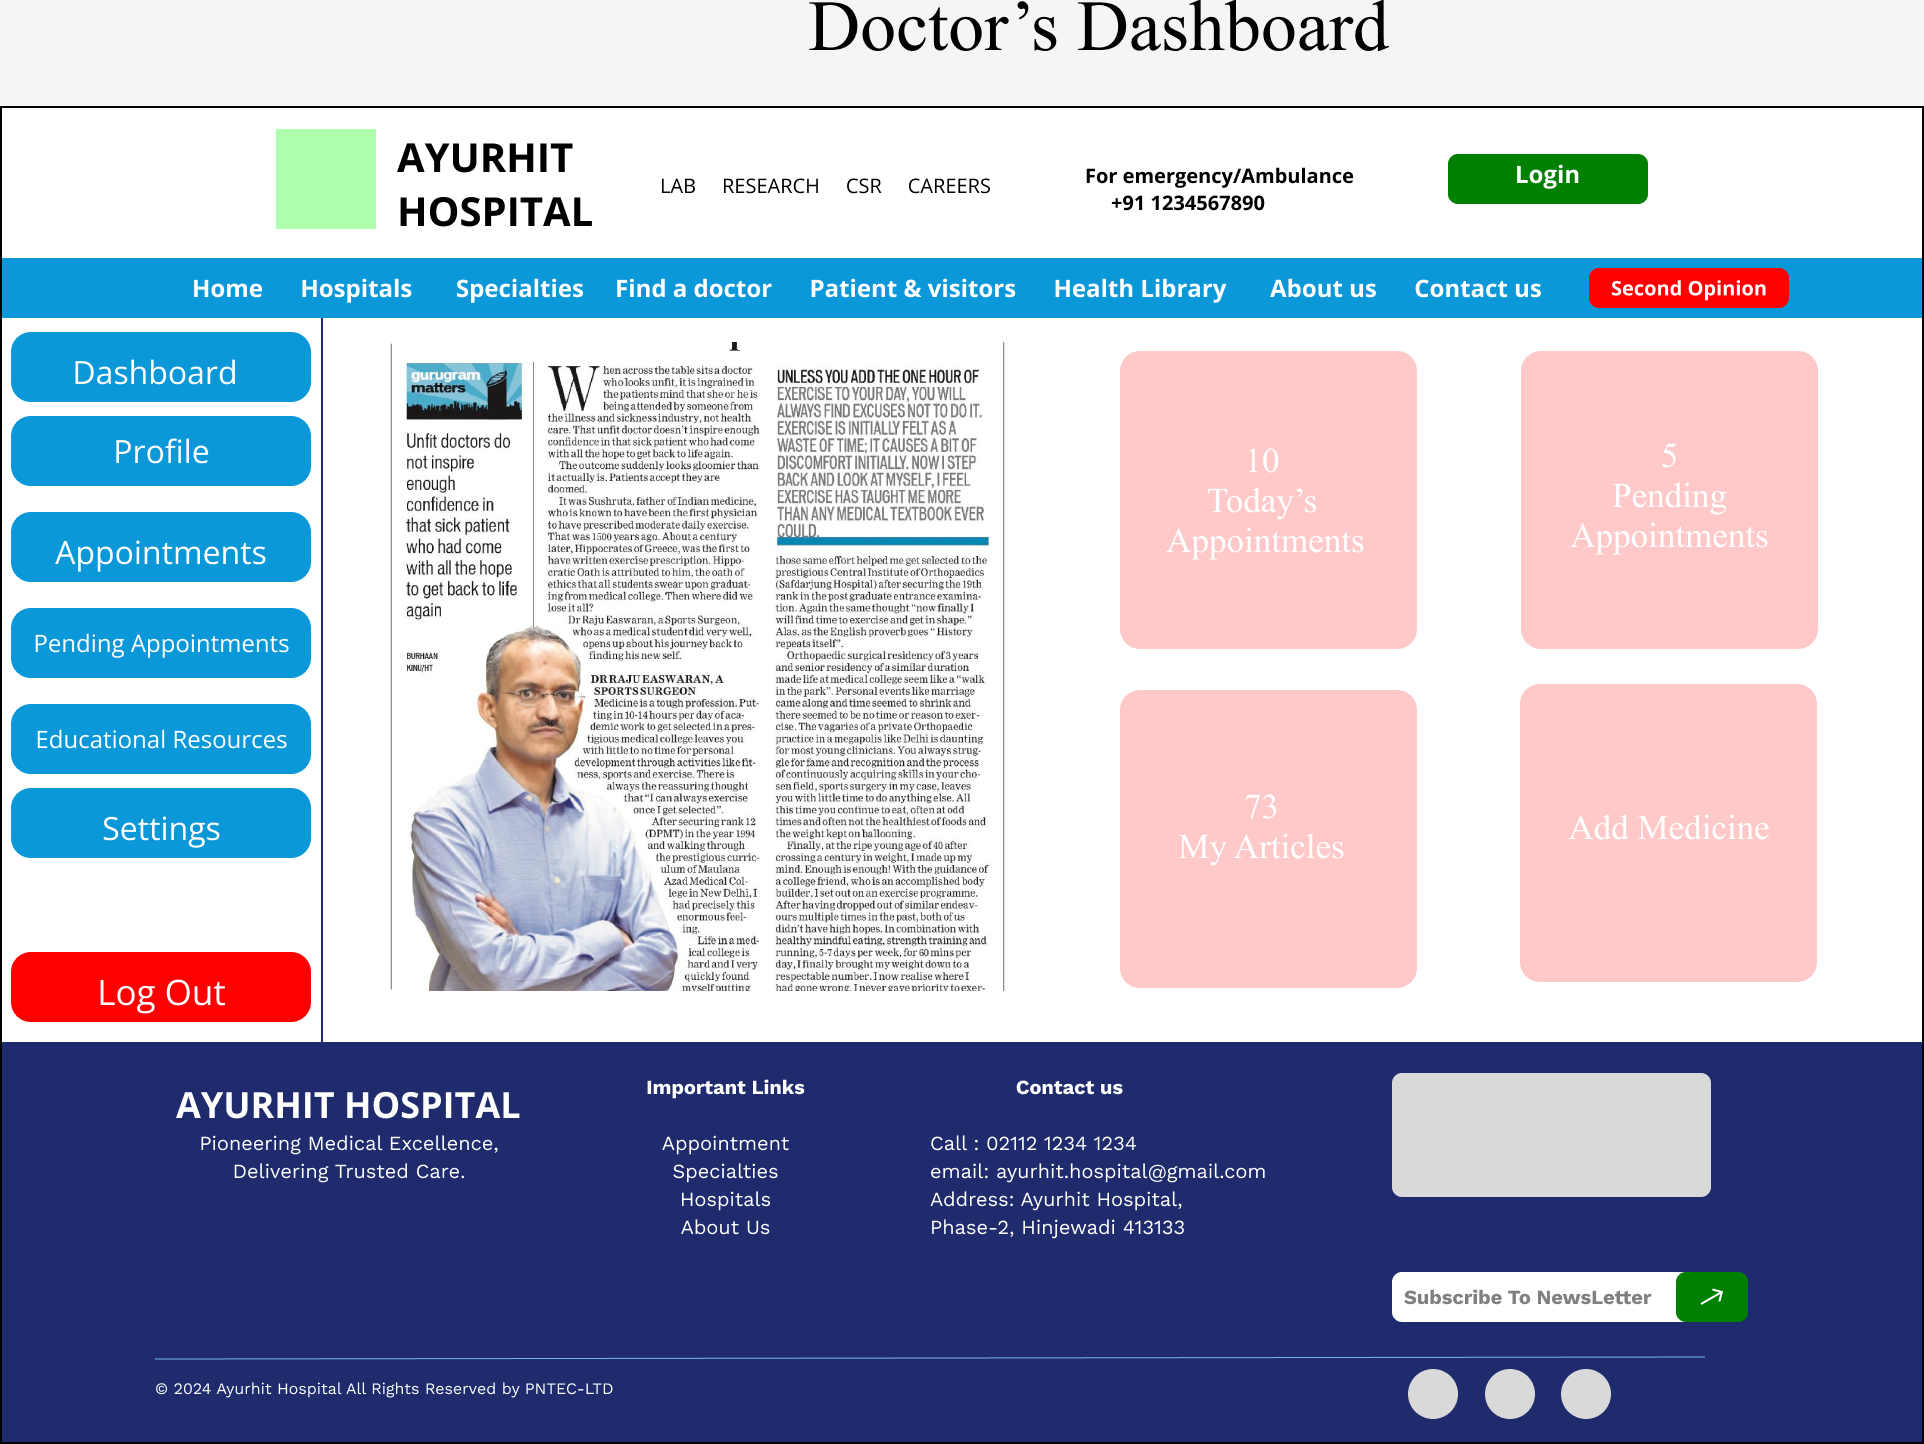 Doctor’s Dashboard
AYURHIT
HOSPITAL
LAB RESEARCH CSR CAREERS
For emergency/Ambulance
+91 1234567890
Login
Home Hospitals Specialties Find a doctor Patient & visitors Health Library About us Contact us Second Opinion
Dashboard
Profile
Appointments
Pending Appointments
Educational Resources
Settings
Log Out
gurugram
matters
Unfit doctors do
not inspire
enough
confidence in
that sick patient
who had come
with all the hope
to get back to life
again
BURHAAN
KINU/HT
When across the table sits a doctor
who looks unfit, it is ingrained in
the patients mind that she or he is
being attended by someone from
the illness and sickness industry, not health
care. That unfit doctor doesn't inspire enough
confidence in that sick patient who had come
with all the hope to get back to life again.
The outcome suddenly looks gloomier than
it actually is. Patients accept they are
doomed.
It was Sushruta, father of Indian medicine,
who is known to have been the first physician
to have prescribed moderate daily exercise.
That was 1500 years ago. About a century
later, Hippocrates of Greece, was the first to
have written exercise prescription. Hippo-
cratic Oath is attributed to him, the oath of
ethics that all students swear upon graduat-
ing from medical college. Then where did we
lose it all?
Dr Raju Easwaran, a Sports Surgeon,
who as a medical student did very well,
opens up about his journey back to
finding his new self.
DR RAJU EASWARAN, A
SPORTS SURGEON
Medicine is a tough profession. Put-
ting in 10-14 hours per day of aca-
demic work to get selected in a pres-
tigious medical college leaves you
with little to no time for personal
development through activities like fit-
ness, sports and exercise. There is
always the reassuring thought
that "I can always exercise
once I get selected".
After securing rank 12
(DPMT) in the year 1994
and walking through
the prestigious curric-
ulum of Maulana
Azad Medical Col-
lege in New Delhi, I
had precisely this
enormous feel-
ing.
Life in a med-
ical college is
hard and I very
quickly found
myself putting
UNLESS YOU ADD THE ONE HOUR OF
EXERCISE TO YOUR DAY, YOU WILL
ALWAYS FIND EXCUSES NOT TO DO IT.
EXERCISE IS INITIALLY FELT AS A
WASTE OF TIME; IT CAUSES A BIT OF
DISCOMFORT INITIALLY. NOW I STEP
BACK AND LOOK AT MYSELF, I FEEL
EXERCISE HAS TAUGHT ME MORE
THAN ANY MEDICAL TEXTBOOK EVER
COULD.
those same effort helped me get selected to the
prestigious Central Institute of Orthopaedics
(Safdarjung Hospital) after securing the 19th
rank in the post graduate entrance examina-
tion. Again the same thought "now finally I
will find time to exercise and get in shape."
Alas, as the English proverb goes " History
repeats itself".
Orthopaedic surgical residency of 3 years
and senior residency of a similar duration
made life at medical college seem like a "walk
in the park". Personal events like marriage
came along and time seemed to shrink and
there seemed to be no time or reason to exer-
cise. The vagaries of a private Orthopaedic
practice in a megapolis like Delhi is daunting
for most young clinicians. You always strug-
gle for fame and recognition and the process
of continuously acquiring skills in your cho-
sen field, sports surgery in my case, leaves
you with little time to do anything else. All
this time you continue to eat, often at odd
times and often not the healthiest of foods and
the weight kept on ballooning.
Finally, at the ripe young age of 40 after
crossing a century in weight, I made up my
mind. Enough is enough! With the guidance of
a college friend, who is an accomplished body
builder, I set out on an exercise programme.
After having dropped out of similar endeav-
ours multiple times in the past, both of us
didn't have high hopes. In combination with
healthy mindful eating, strength training and
running, 5-7 days per week, for 60 mins per
day, I finally brought my weight down to a
respectable number. I now realise where I
had gone wrong. I never gave priority to exer-
10
Today’s
Appointments
5
Pending
Appointments
73
My Articles
Add Medicine
AYURHIT HOSPITAL
Pioneering Medical Excellence,
Delivering Trusted Care.
Important Links
Appointment
Specialties
Hospitals
About Us
Contact us
Call : 02112 1234 1234
email: ayurhit.hospital@gmail.com
Address: Ayurhit Hospital,
Phase-2, Hinjewadi 413133
Subscribe To NewsLetter
© 2024 Ayurhit Hospital All Rights Reserved by PNTEC-LTD